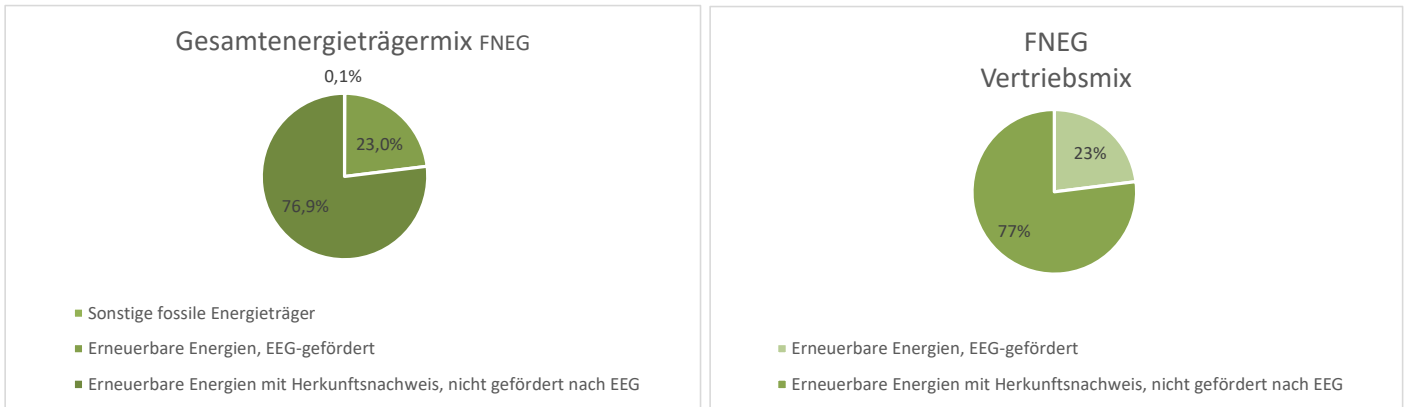 Gesamtenergieträgermix FNEG
0,1%
23,0%
76,9%
Sonstige fossile Energieträger
Erneuerbare Energien, EEG-gefördert
Erneuerbare Energien mit Herkunftsnachweis, nicht gefördert nach EEG
FNEG
Vertriebsmix
23%
77%
Erneuerbare Energien, EEG-gefördert
Erneuerbare Energien mit Herkunftsnachweis, nicht gefördert nach EEG